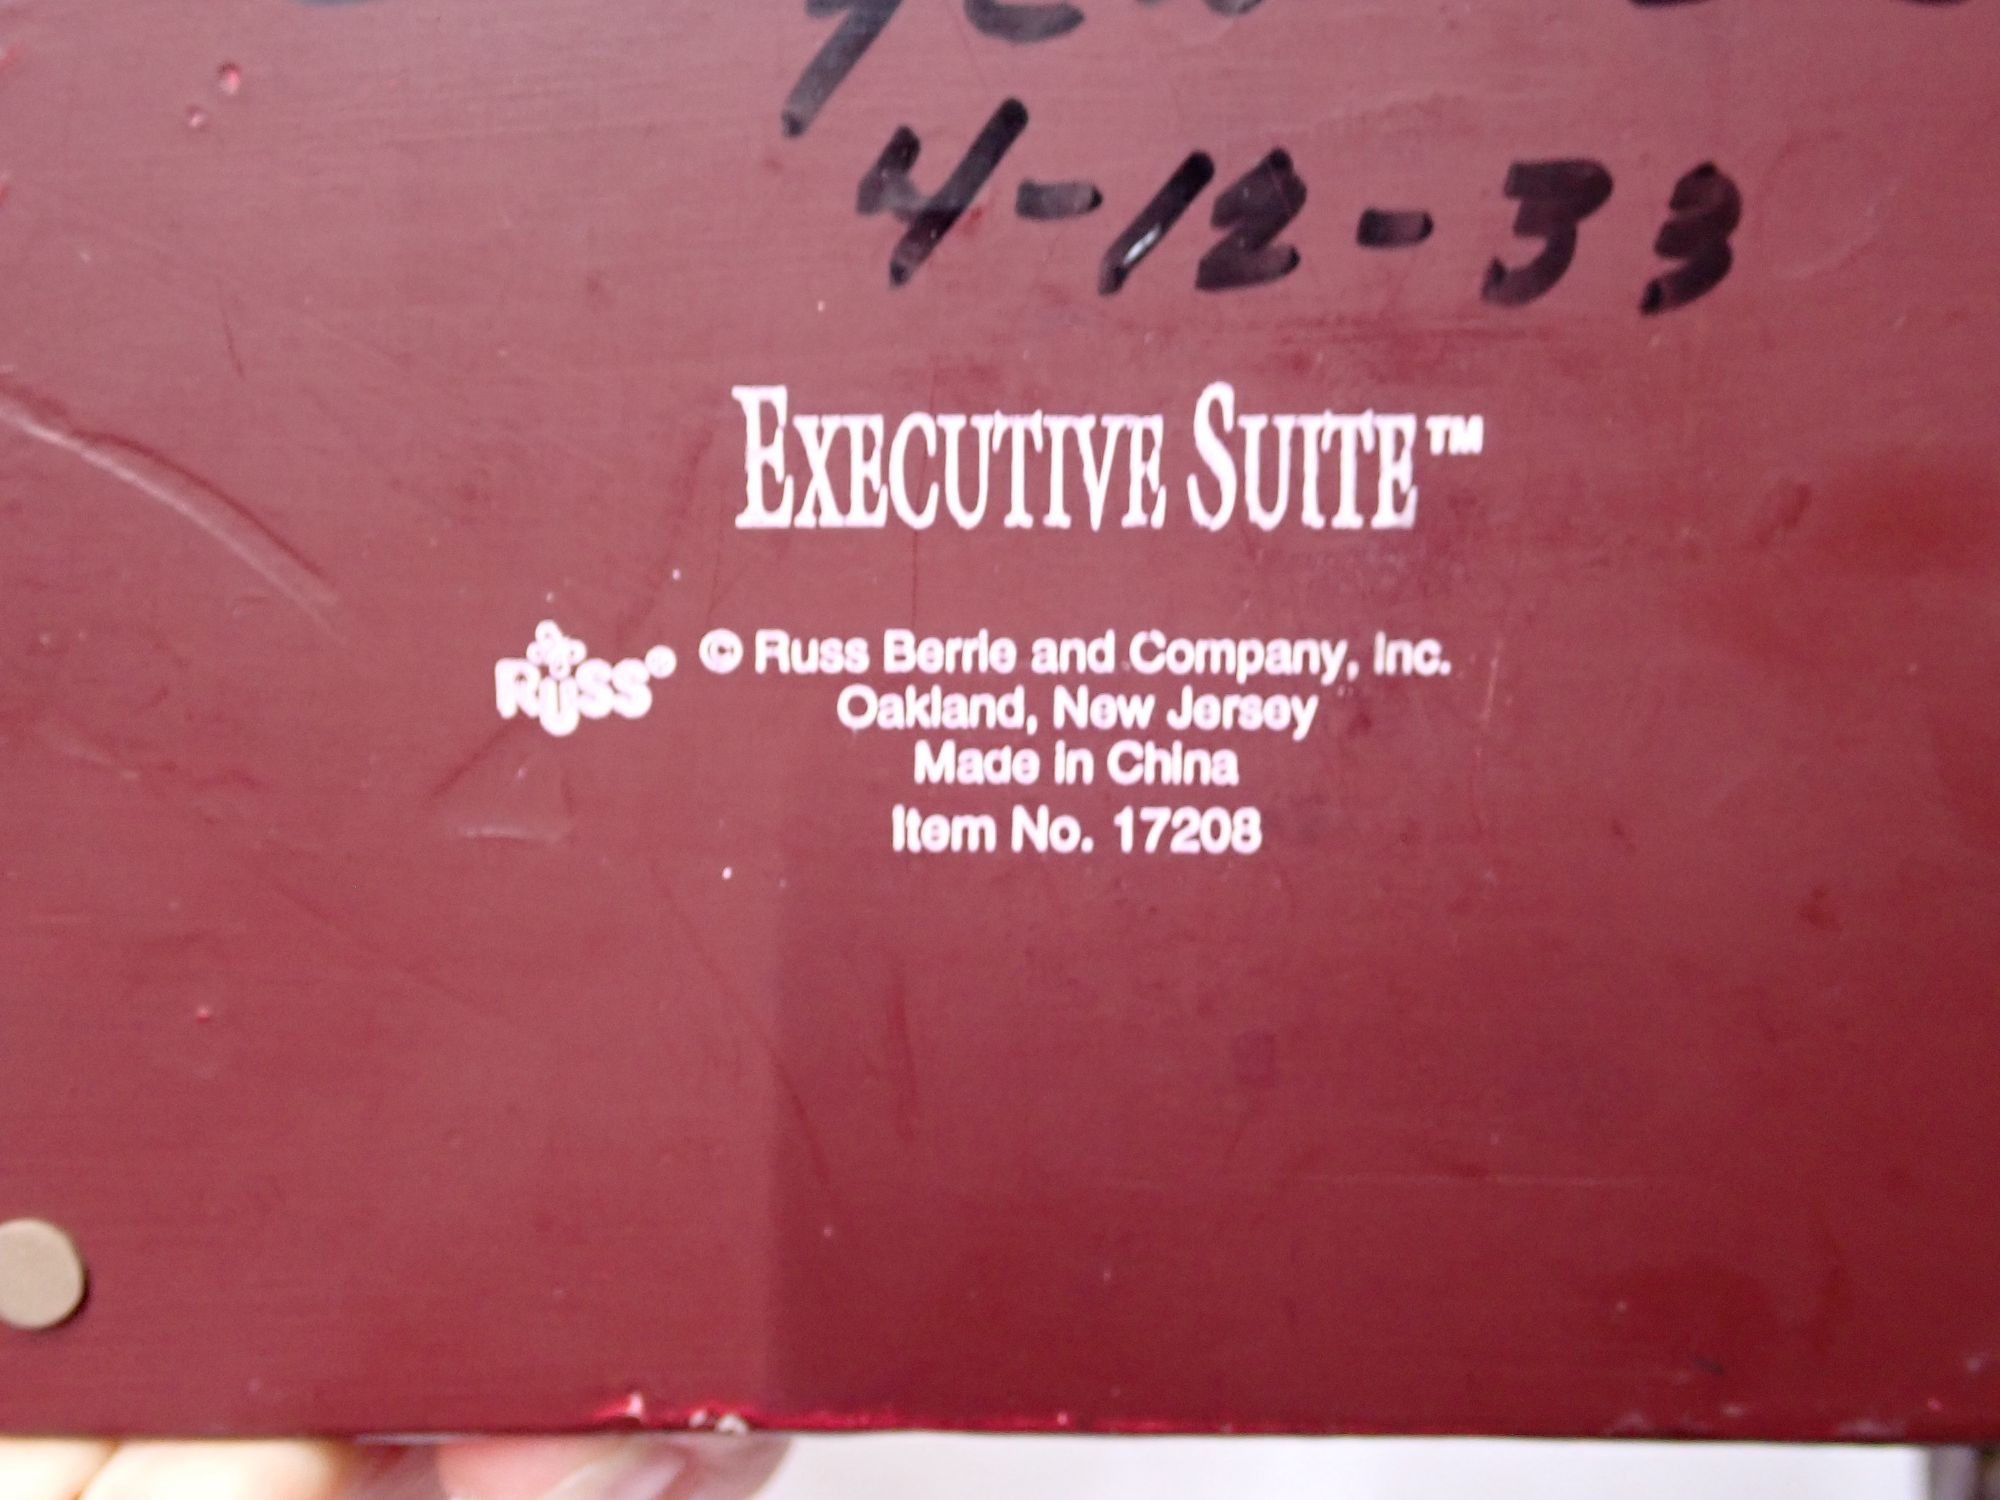 4-12-33
EXECUTIVE SUITE™
RUSS® © Russ Berrie and Company, Inc.
Oakland, New Jersey
Made in China
Item No. 17208